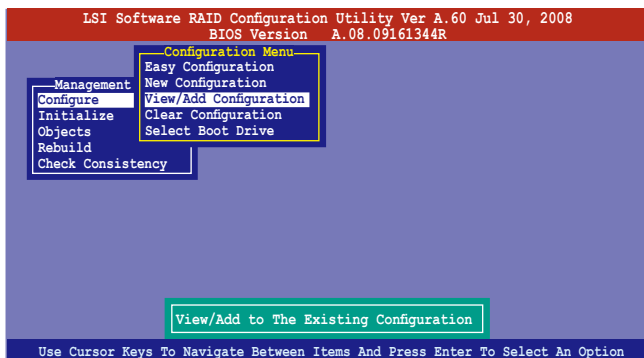 LSI Software RAID Configuration Utility Ver A.60 Jul 30, 2008
BIOS Version A.08.09161344R
Configuration Menu
Easy Configuration
New Configuration
View/Add Configuration
Clear Configuration
Select Boot Drive
Management
Configure
Initialize
Objects
Rebuild
Check Consistency
View/Add to The Existing Configuration
Use Cursor Keys To Navigate Between Items And Press Enter To Select An Option